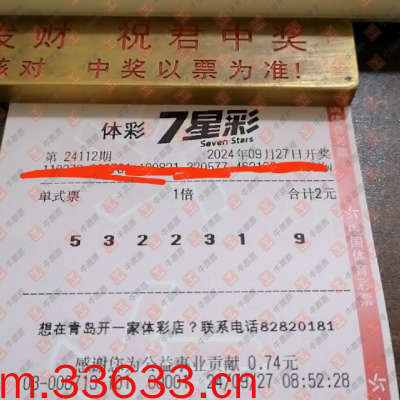 发财 祝君中奖
核对 中奖以票为准!
体彩 7星彩
Seven Stars
第 24112期 2024年09月27日开奖
单式票 1倍 合计2元
5 3 2 2 3 1 9
想在青岛开一家体彩店?联系电话82820181
感谢您为公益事业贡献 0.74元
24/09/27 08:52:28
m.33633.cn